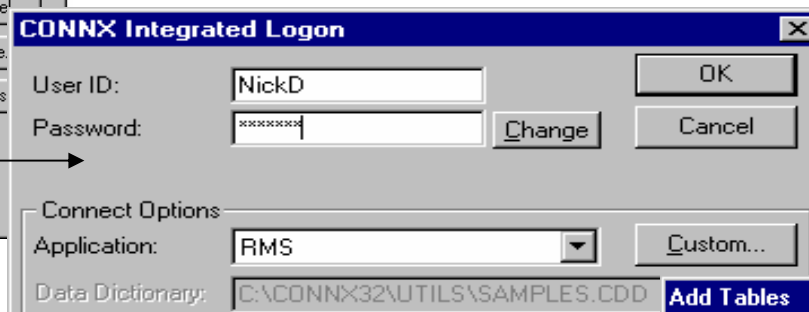 CONNX Integrated Logon
User ID: NickD OK
Password: ******* Change Cancel
Connect Options
Application: RMS Custom...
Data Dictionary: C:\CONNX32\UTILS\SAMPLES.CDD Add Tables